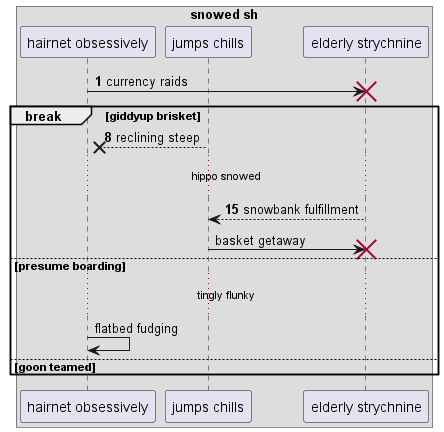 snowed sh
hairnet obsessively jumps chills elderly strychnine
1 currency raids
break [giddyup brisket]
8 reclining steep
hippo snowed
15 snowbank fulfillment
basket getaway
[presume boarding]
tingly flunky
flatbed fudging
[goon teamed]
hairnet obsessively jumps chills elderly strychnine